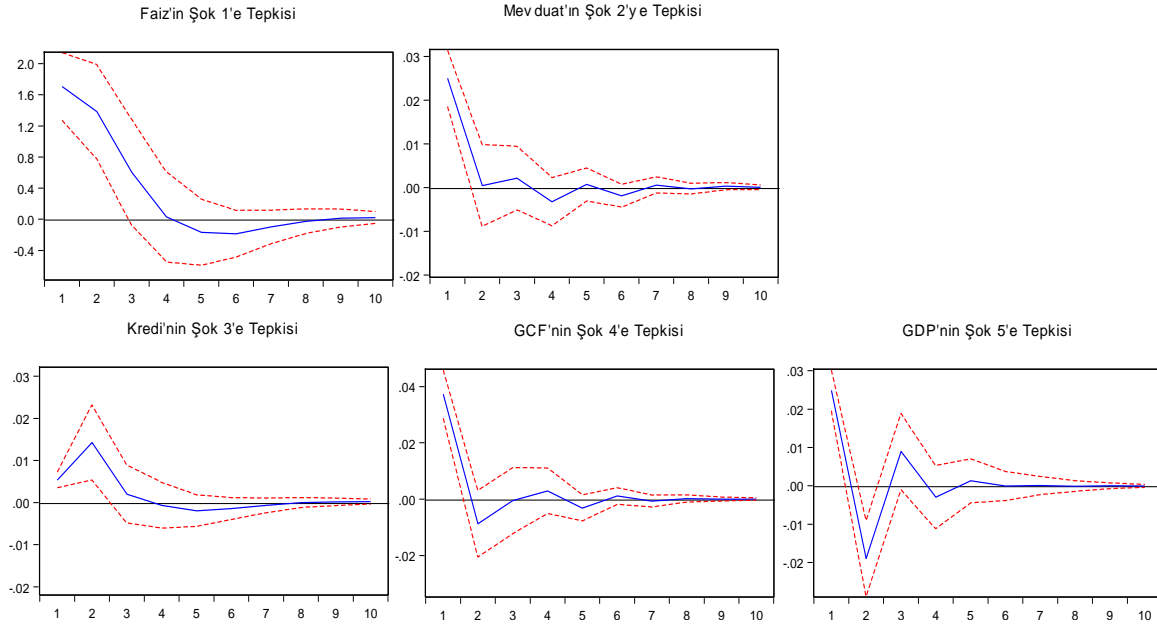 Faiz'in Şok 1'e Tepkisi
2.0
1.6
1.2
0.8
0.4
0.0
-0.4
1 2 3 4 5 6 7 8 9 10
Mevduat'ın Şok 2'ye Tepkisi
.03
.02
.01
.00
-.01
-.02
1 2 3 4 5 6 7 8 9 10
Kredi'nin Şok 3'e Tepkisi
.03
.02
.01
.00
-.01
-.02
1 2 3 4 5 6 7 8 9 10
GCF'nin Şok 4'e Tepkisi
.04
.02
.00
-.02
1 2 3 4 5 6 7 8 9 10
GDP'nin Şok 5'e Tepkisi
.03
.02
.01
.00
-.01
-.02
1 2 3 4 5 6 7 8 9 10